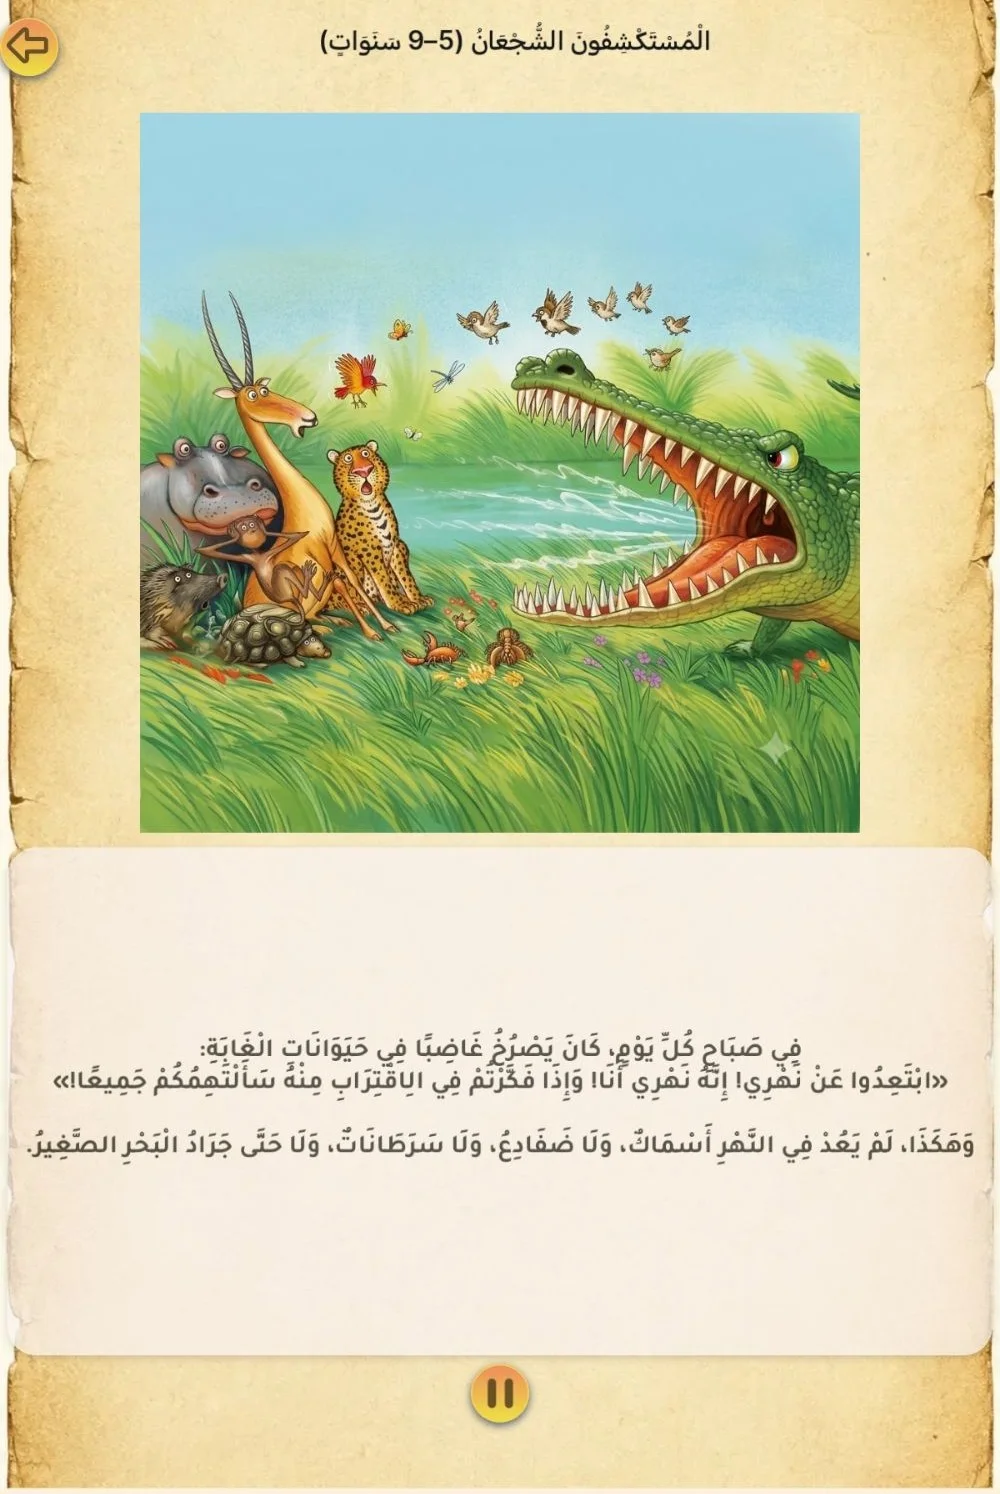 الْمُسْتَكْشِفُونَ الشُّجْعَانُ (5–9 سَنَوَاتٍ)
فِي صَبَاحِ كُلِّ يَوْمٍ، كَانَ يَصْرُخُ غَاضِبًا فِي حَيَوَانَاتِ الْغَابَةِ:
«ابْتَعِدُوا عَنْ نَهْرِي! إِنَّهُ نَهْرِي أَنَا! وَإِذَا فَكَّرْتُمْ فِي الِاقْتِرَابِ مِنْهُ سَأَلْتَهِمُكُمْ جَمِيعًا!»
وَهَكَذَا، لَمْ يَعُدْ فِي النَّهْرِ أَسْمَاكٌ، وَلَا ضَفَادِعُ، وَلَا سَرَطَانَاتٌ، وَلَا حَتَّى جَرَادُ الْبَحْرِ الصَّغِيرُ.